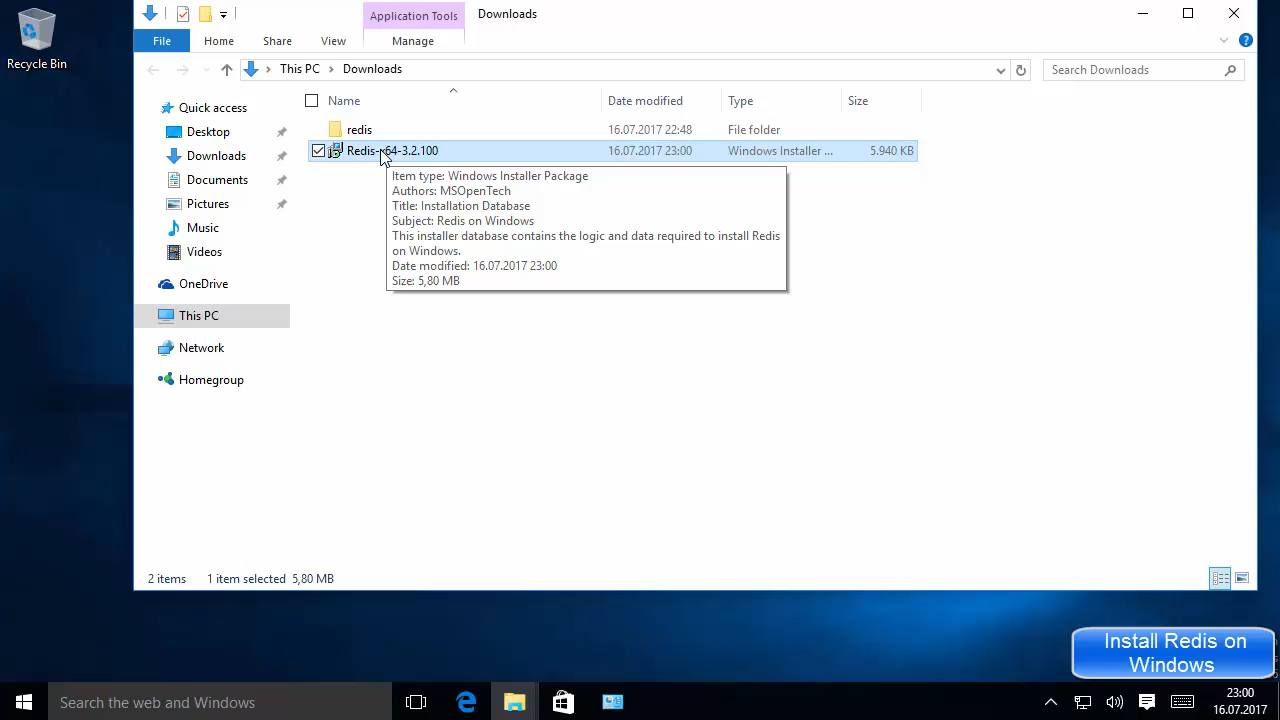 Recycle Bin
Application Tools
Downloads
File
Home
Share
View
Manage
This PC
Downloads
Search Downloads
Quick access
Desktop
Downloads
Documents
Pictures
Music
Videos
OneDrive
This PC
Network
Homegroup
Name
Date modified
Type
Size
redis
16.07.2017 22:48
File folder
Redis-x64-3.2.100
16.07.2017 23:00
Windows Installer ...
5.940 KB
Item type: Windows Installer Package
Authors: MSOpenTech
Title: Installation Database
Subject: Redis on Windows
This installer database contains the logic and data required to install Redis
on Windows.
Date modified: 16.07.2017 23:00
Size: 5,80 MB
2 items
1 item selected
5,80 MB
Install Redis on
Windows
Search the web and Windows
23:00
16.07.2017